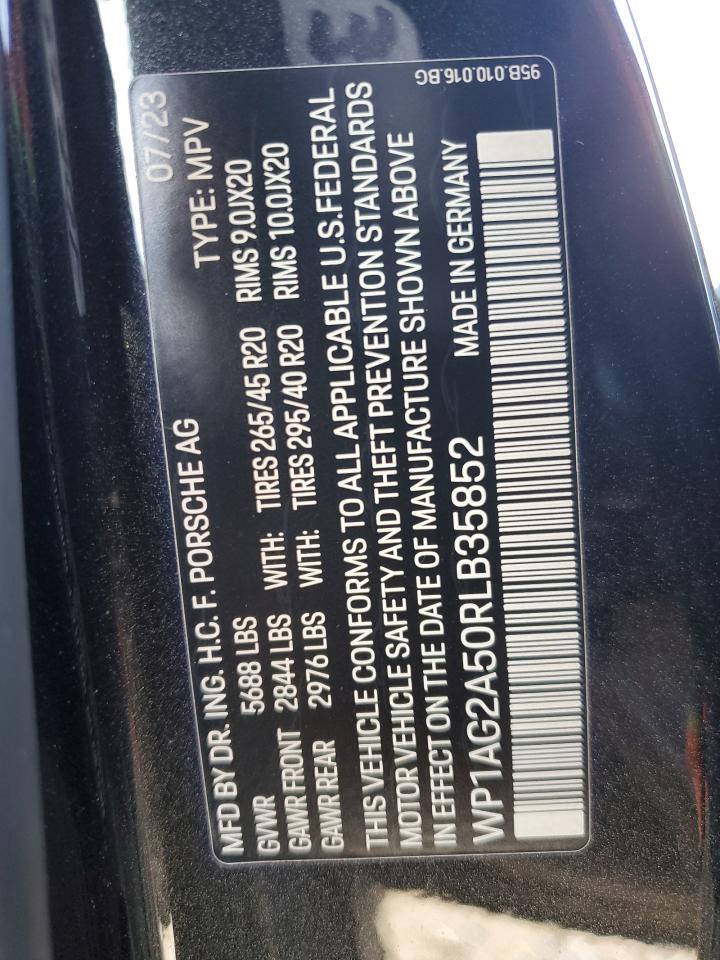 95B.010.016.BG
MFD BY DR. ING. H.C. F. PORSCHE AG 07/23
GVWR 5688 LBS TYPE: MPV
GAWR FRONT 2844 LBS WITH: TIRES 265/45 R20 RIMS 9.0JX20
GAWR REAR 2976 LBS WITH: TIRES 295/40 R20 RIMS 10.0JX20
THIS VEHICLE CONFORMS TO ALL APPLICABLE U.S.FEDERAL
MOTOR VEHICLE SAFETY AND THEFT PREVENTION STANDARDS
IN EFFECT ON THE DATE OF MANUFACTURE SHOWN ABOVE
WP1AG2A50RLB35852 MADE IN GERMANY